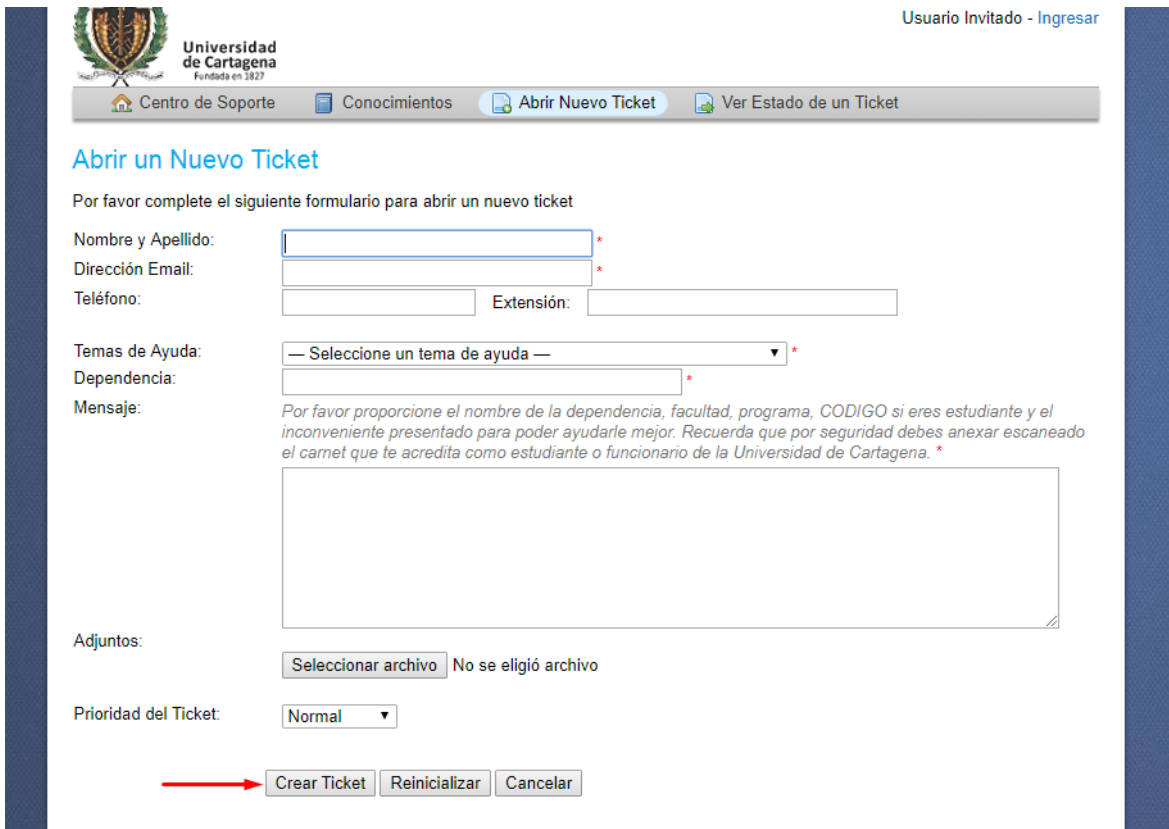 Usuario Invitado - Ingresar
Universidad
de Cartagena
Fundada en 1827
Centro de Soporte Conocimientos Abrir Nuevo Ticket Ver Estado de un Ticket
Abrir un Nuevo Ticket
Por favor complete el siguiente formulario para abrir un nuevo ticket
Nombre y Apellido: *
Dirección Email: *
Teléfono: Extensión:
Temas de Ayuda: — Seleccione un tema de ayuda — *
Dependencia: *
Mensaje: Por favor proporcione el nombre de la dependencia, facultad, programa, CODIGO si eres estudiante y el
inconveniente presentado para poder ayudarle mejor. Recuerda que por seguridad debes anexar escaneado
el carnet que te acredita como estudiante o funcionario de la Universidad de Cartagena. *
Adjuntos:
Seleccionar archivo No se eligió archivo
Prioridad del Ticket: Normal
Crear Ticket Reinicializar Cancelar